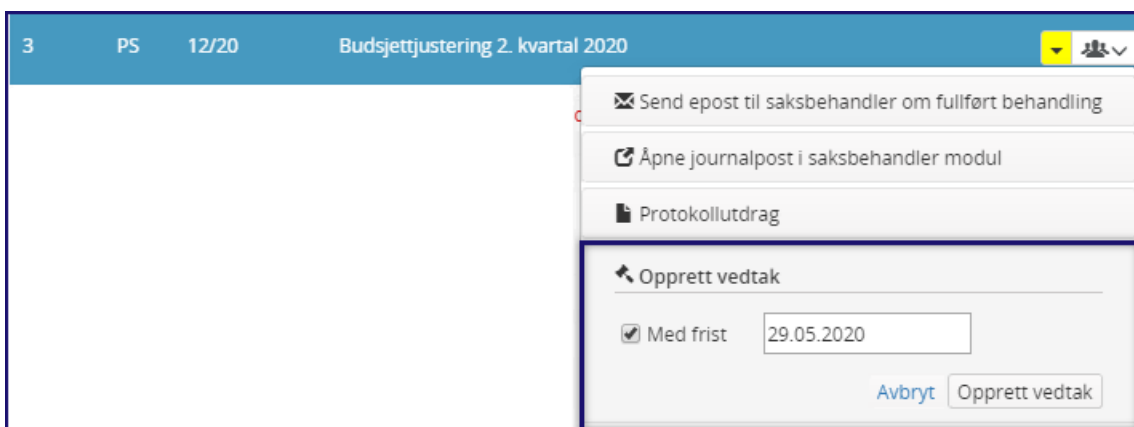 3 PS 12/20 Budsjettjustering 2. kvartal 2020
Send epost til saksbehandler om fullført behandling
Åpne journalpost i saksbehandler modul
Protokollutdrag
Opprett vedtak
Med frist 29.05.2020
Avbryt Opprett vedtak